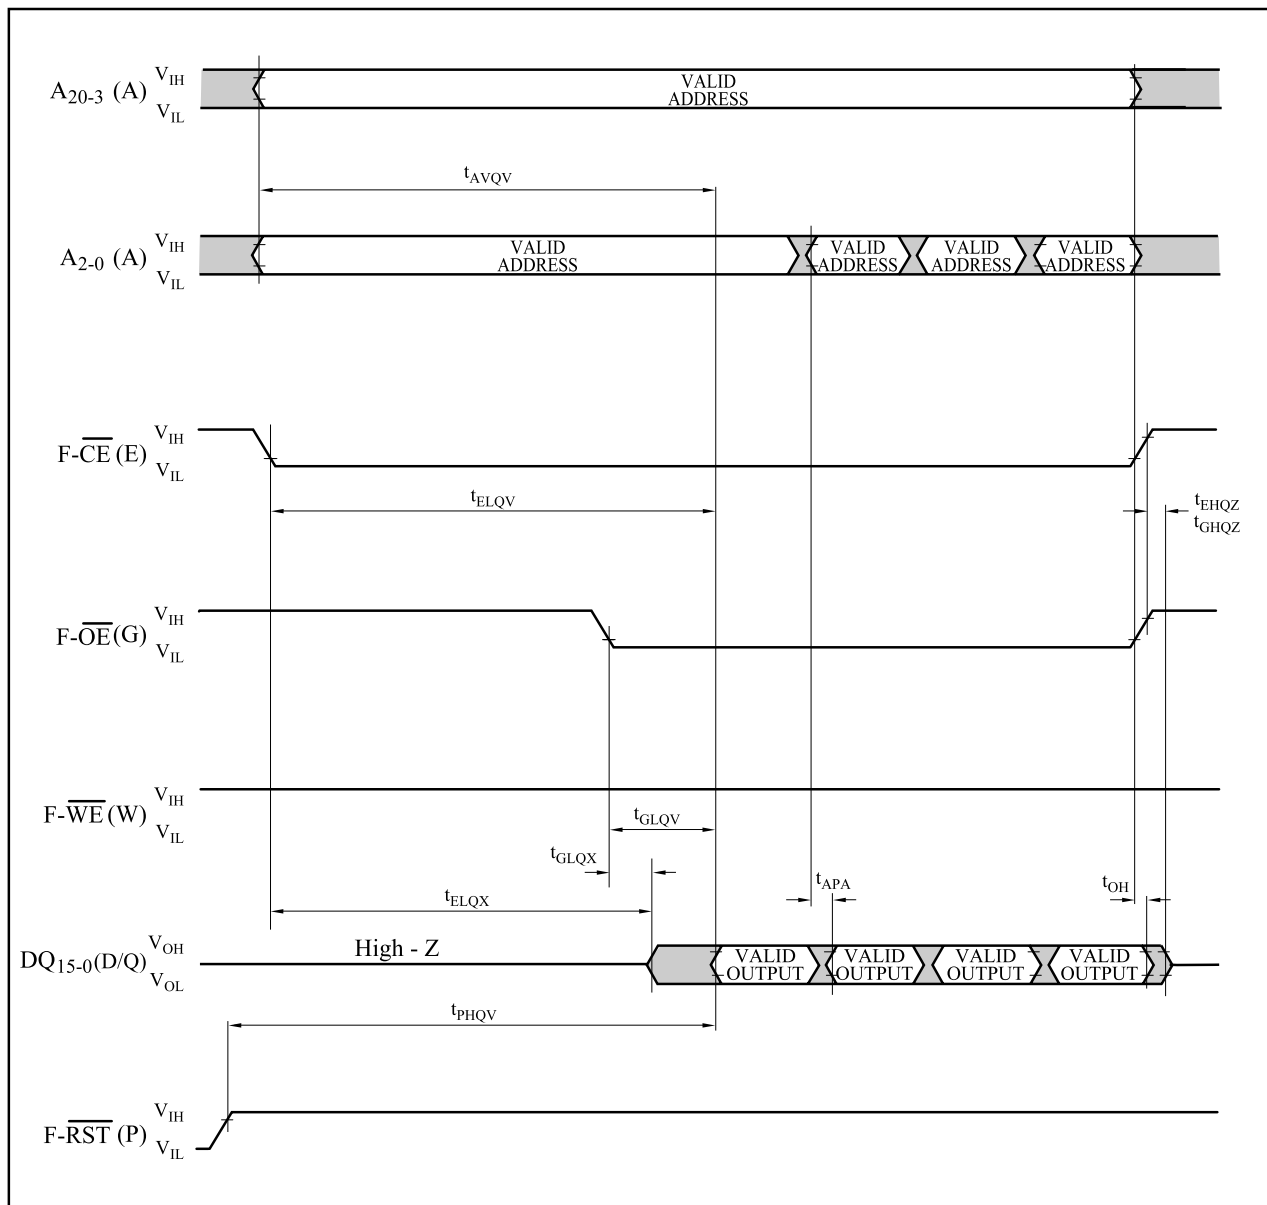 A20-3 (A) VIH VIL
VALID
ADDRESS
tAVQV
A2-0 (A) VIH VIL
VALID
ADDRESS
VALID
ADDRESS
VALID
ADDRESS
VALID
ADDRESS
F-CE (E) VIH VIL
tELQV
tEHQZ
tGHQZ
F-OE (G) VIH VIL
F-WE (W) VIH VIL
tGLQV
tGLQX
tELQX
tAPA
tOH
DQ15-0 (D/Q) VOH VOL
High - Z
VALID
OUTPUT
VALID
OUTPUT
VALID
OUTPUT
VALID
OUTPUT
tPHQV
F-RST (P) VIH VIL